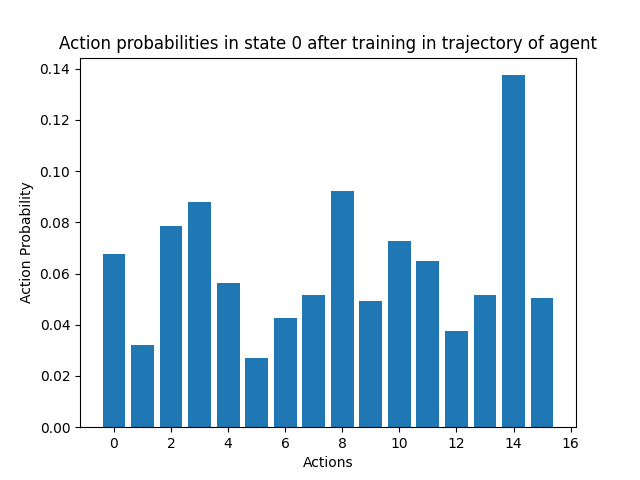 Action probabilities in state 0 after training in trajectory of agent
0.14
0.12
0.10
0.08
0.06
0.04
0.02
0.00
Action Probability
0 2 4 6 8 10 12 14 16
Actions